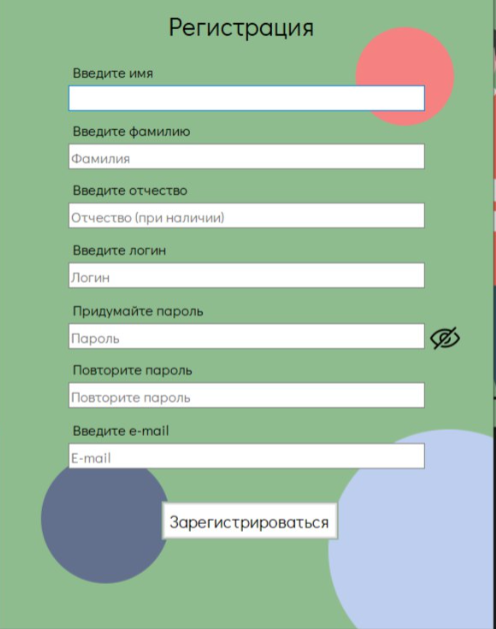 Регистрация
Введите имя
Введите фамилию
Фамилия
Введите отчество
Отчество (при наличии)
Введите логин
Логин
Придумайте пароль
Пароль
Повторите пароль
Повторите пароль
Введите e-mail
E-mail
Зарегистрироваться